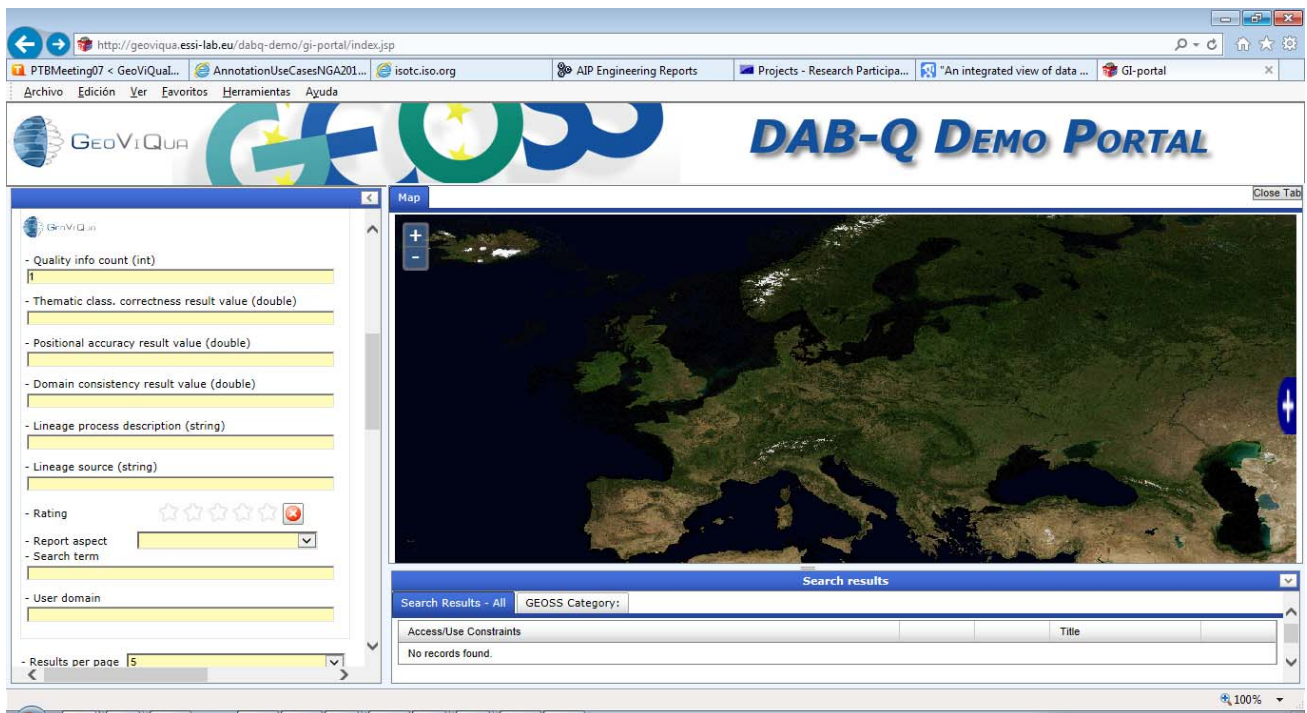 http://geoviqua.essi-lab.eu/dabq-demo/gi-portal/index.jsp
PTBMeeting07 < GeoViQual... AnnotationUseCasesNGA201... isotc.iso.org AIP Engineering Reports Projects - Research Participa... "An integrated view of data ... GI-portal
Archivo Edición Ver Favoritos Herramientas Ayuda
GEOVIQUA GEOSS DAB-Q DEMO PORTAL
Map Close Tab
GEOVIQUA
- Quality info count (int)
1
- Thematic class. correctness result value (double)
- Positional accuracy result value (double)
- Domain consistency result value (double)
- Lineage process description (string)
- Lineage source (string)
- Rating
- Report aspect
- Search term
- User domain
- Results per page 5
+
-
Search results
Search Results - All GEOSS Category:
Access/Use Constraints Title
No records found.
100%